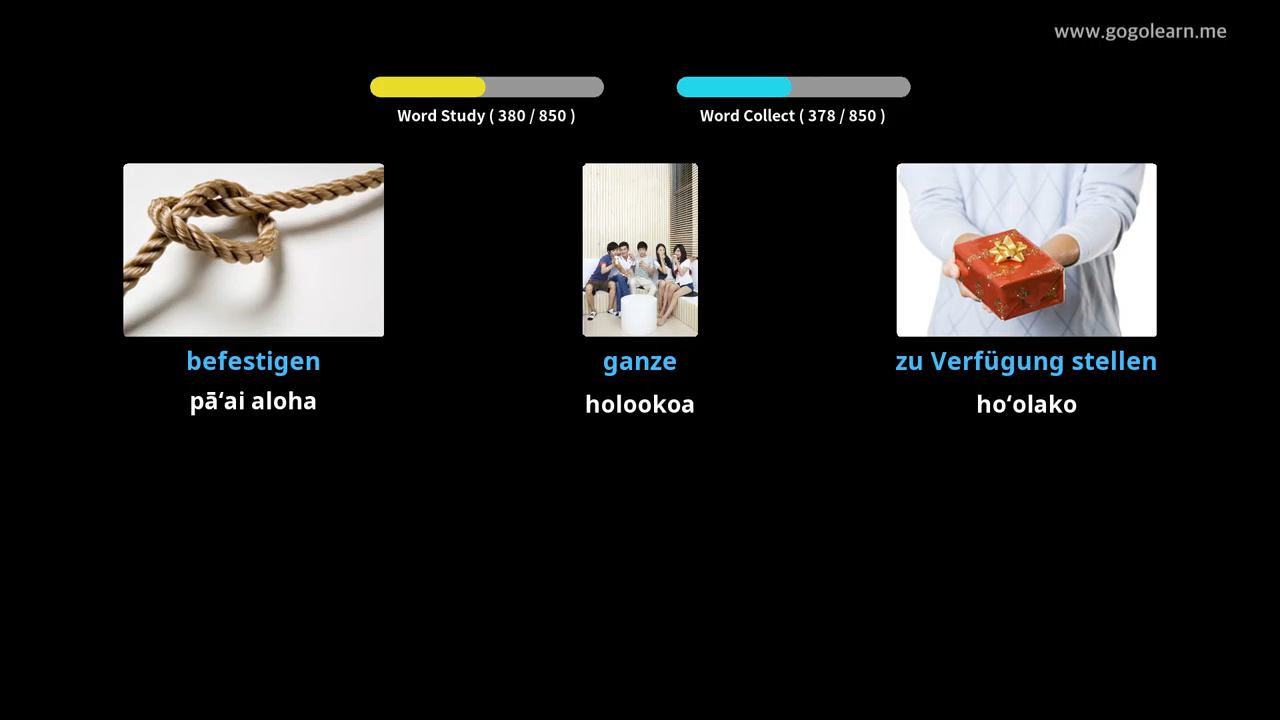 www.gogolearn.me
Word Study ( 380 / 850 )
Word Collect ( 378 / 850 )
befestigen
ganze
zu Verfügung stellen
pāʻai aloha
holookoa
hoʻolako